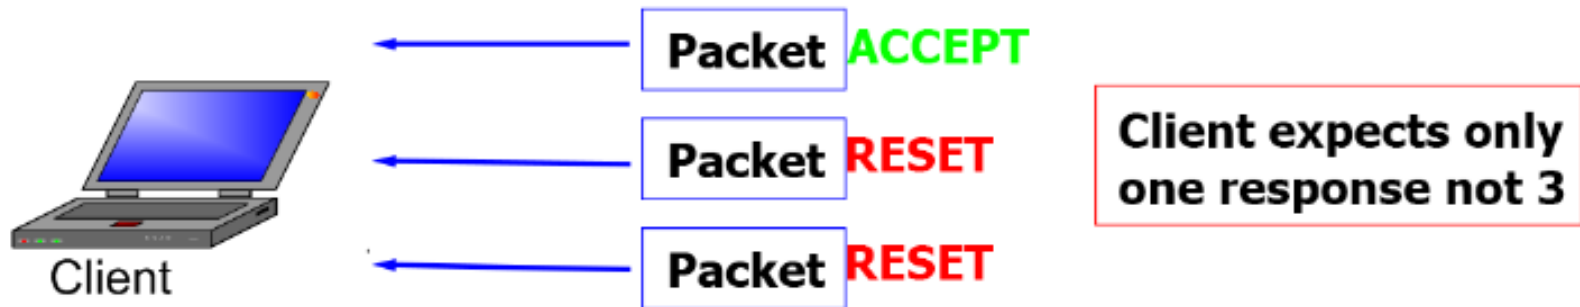 Packet ACCEPT
Packet RESET
Packet RESET
Client expects only
one response not 3
Client